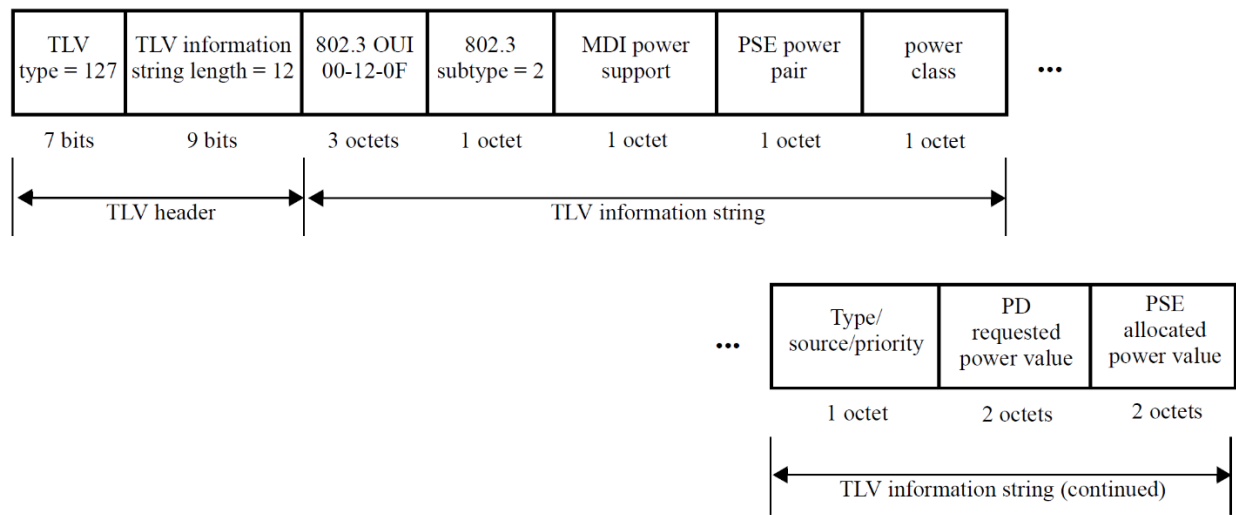 TLV
type = 127
TLV information
string length = 12
802.3 OUI
00-12-0F
802.3
subtype = 2
MDI power
support
PSE power
pair
power
class
...
7 bits
9 bits
3 octets
1 octet
1 octet
1 octet
1 octet
TLV header
TLV information string
...
Type/
source/priority
PD
requested
power value
PSE
allocated
power value
1 octet
2 octets
2 octets
TLV information string (continued)